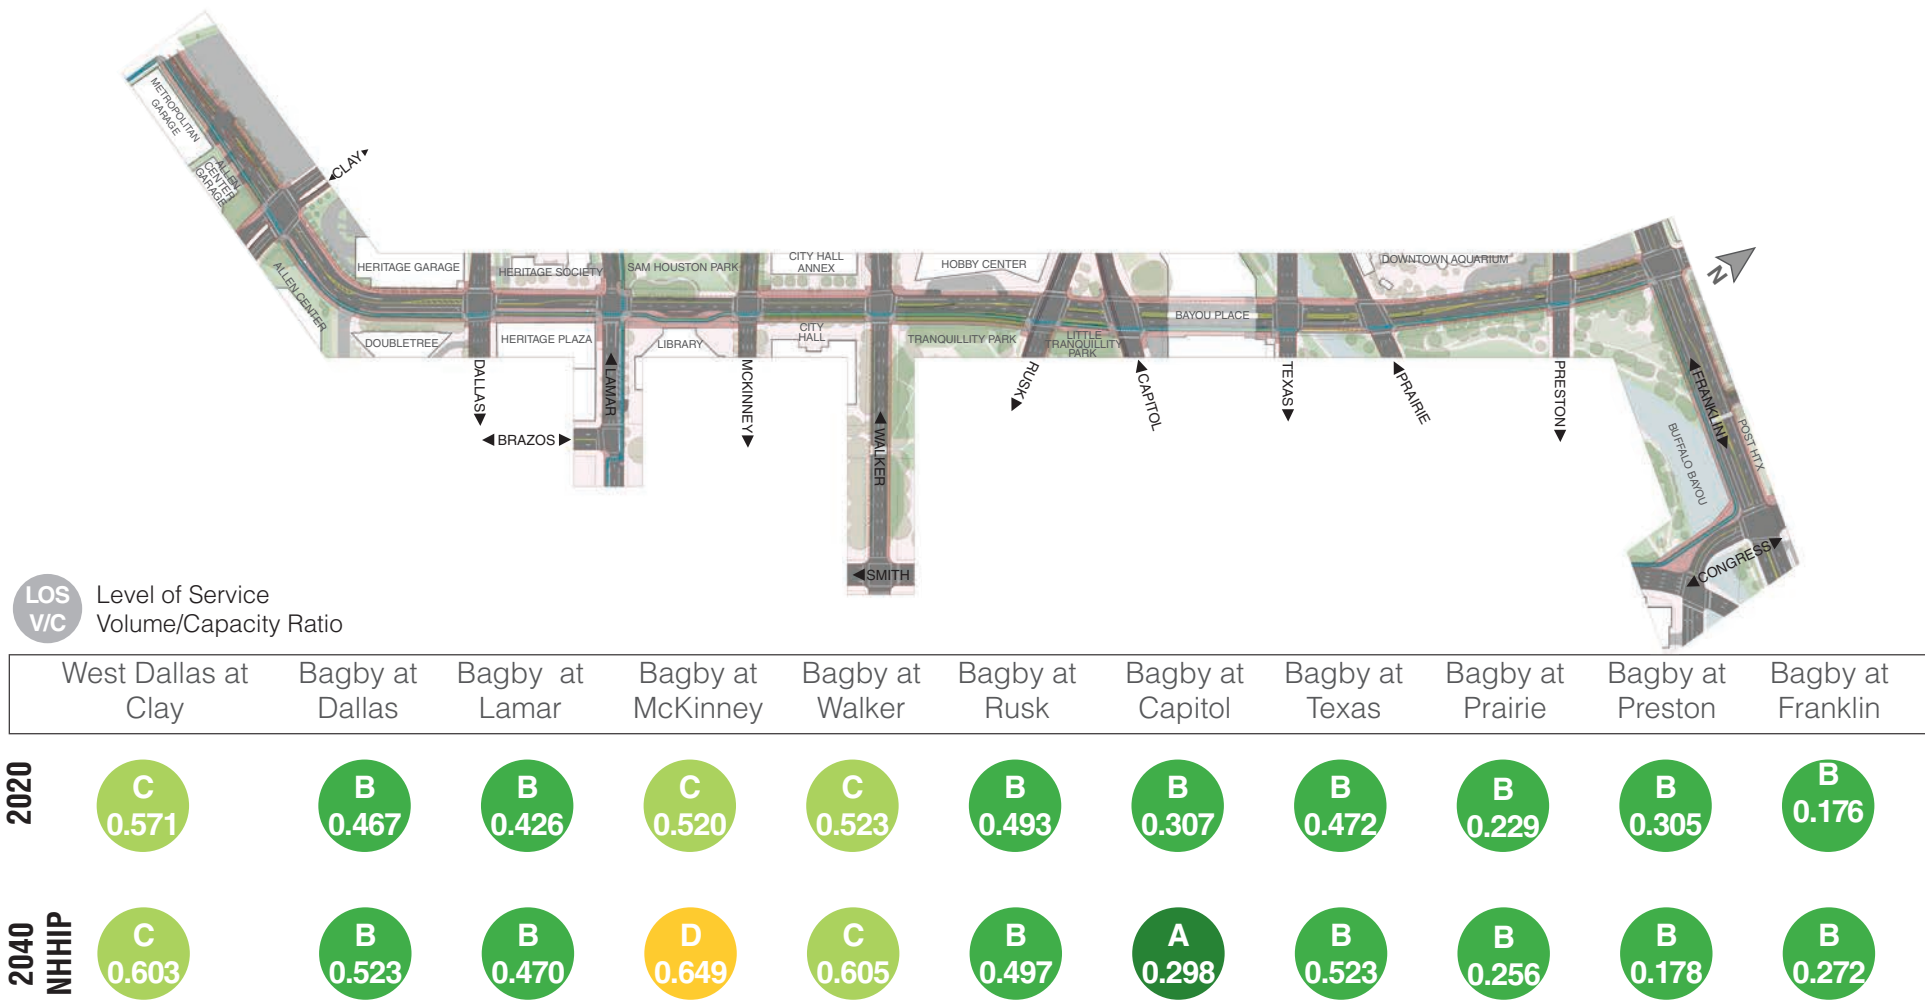 METROPOLITAN
GARAGE
ALLEN
CENTER
GARAGE
CLAY
ALLEN CENTER
HERITAGE GARAGE
HERITAGE SOCIETY
SAM HOUSTON PARK
CITY HALL
ANNEX
HOBBY CENTER
DOWNTOWN AQUARIUM
N
DOUBLETREE
HERITAGE PLAZA
LIBRARY
CITY
HALL
TRANQUILLITY PARK
LITTLE
TRANQUILLITY
PARK
BAYOU PLACE
DALLAS
LAMAR
BRAZOS
MCKINNEY
WALKER
SMITH
RUSK
CAPITOL
TEXAS
PRAIRIE
PRESTON
FRANKLIN
POST HTX
BUFFALO BAYOU
CONGRESS
LOS
V/C
Level of Service
Volume/Capacity Ratio
West Dallas at
Clay
Bagby at
Dallas
Bagby at
Lamar
Bagby at
McKinney
Bagby at
Walker
Bagby at
Rusk
Bagby at
Capitol
Bagby at
Texas
Bagby at
Prairie
Bagby at
Preston
Bagby at
Franklin
2020
C
0.571
B
0.467
B
0.426
C
0.520
C
0.523
B
0.493
B
0.307
B
0.472
B
0.229
B
0.305
B
0.176
2040
NHHIP
C
0.603
B
0.523
B
0.470
D
0.649
C
0.605
B
0.497
A
0.298
B
0.523
B
0.256
B
0.178
B
0.272